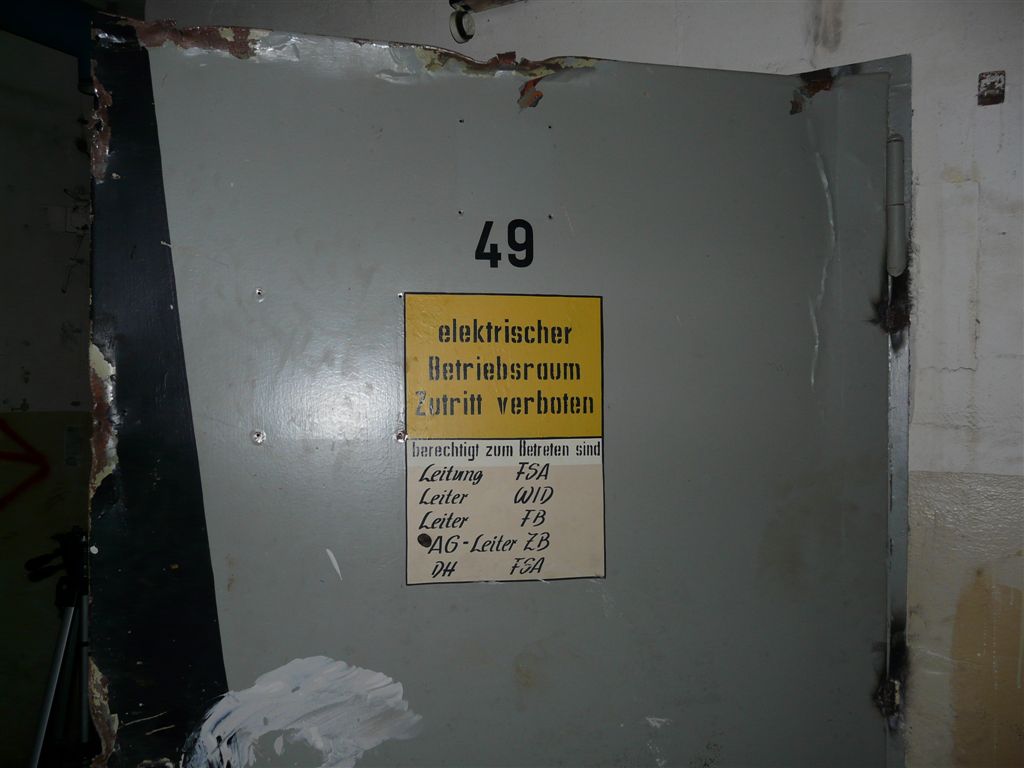 49
elektrischer
Betriebsraum
Zutritt verboten
berechtigt zum Betreten sind
Leitung FSA
Leiter WID
Leiter FB
AG-Leiter ZB
DH FSA